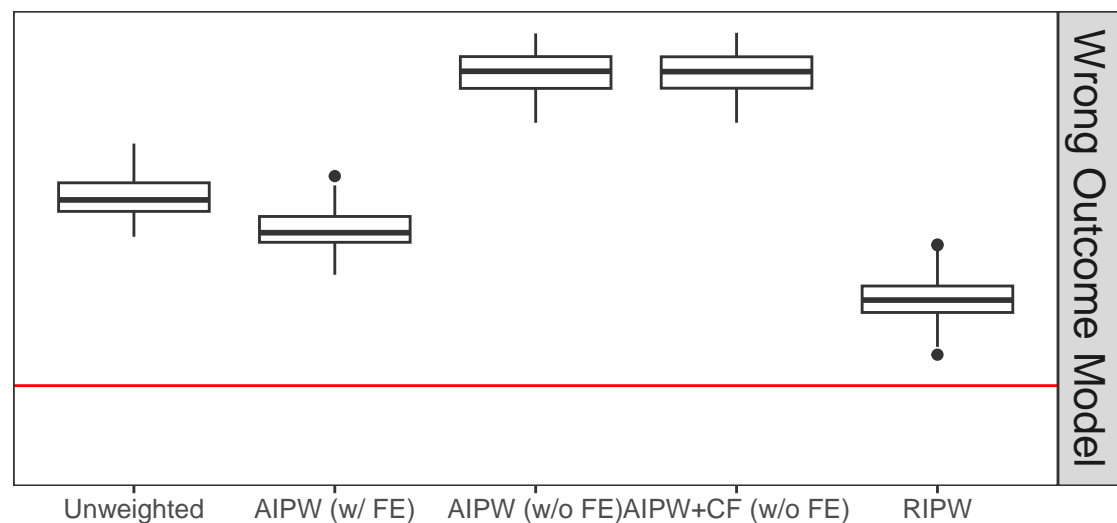 Wrong Outcome Model
Unweighted
AIPW (w/ FE)
AIPW (w/o FE)
AIPW+CF (w/o FE)
RIPW